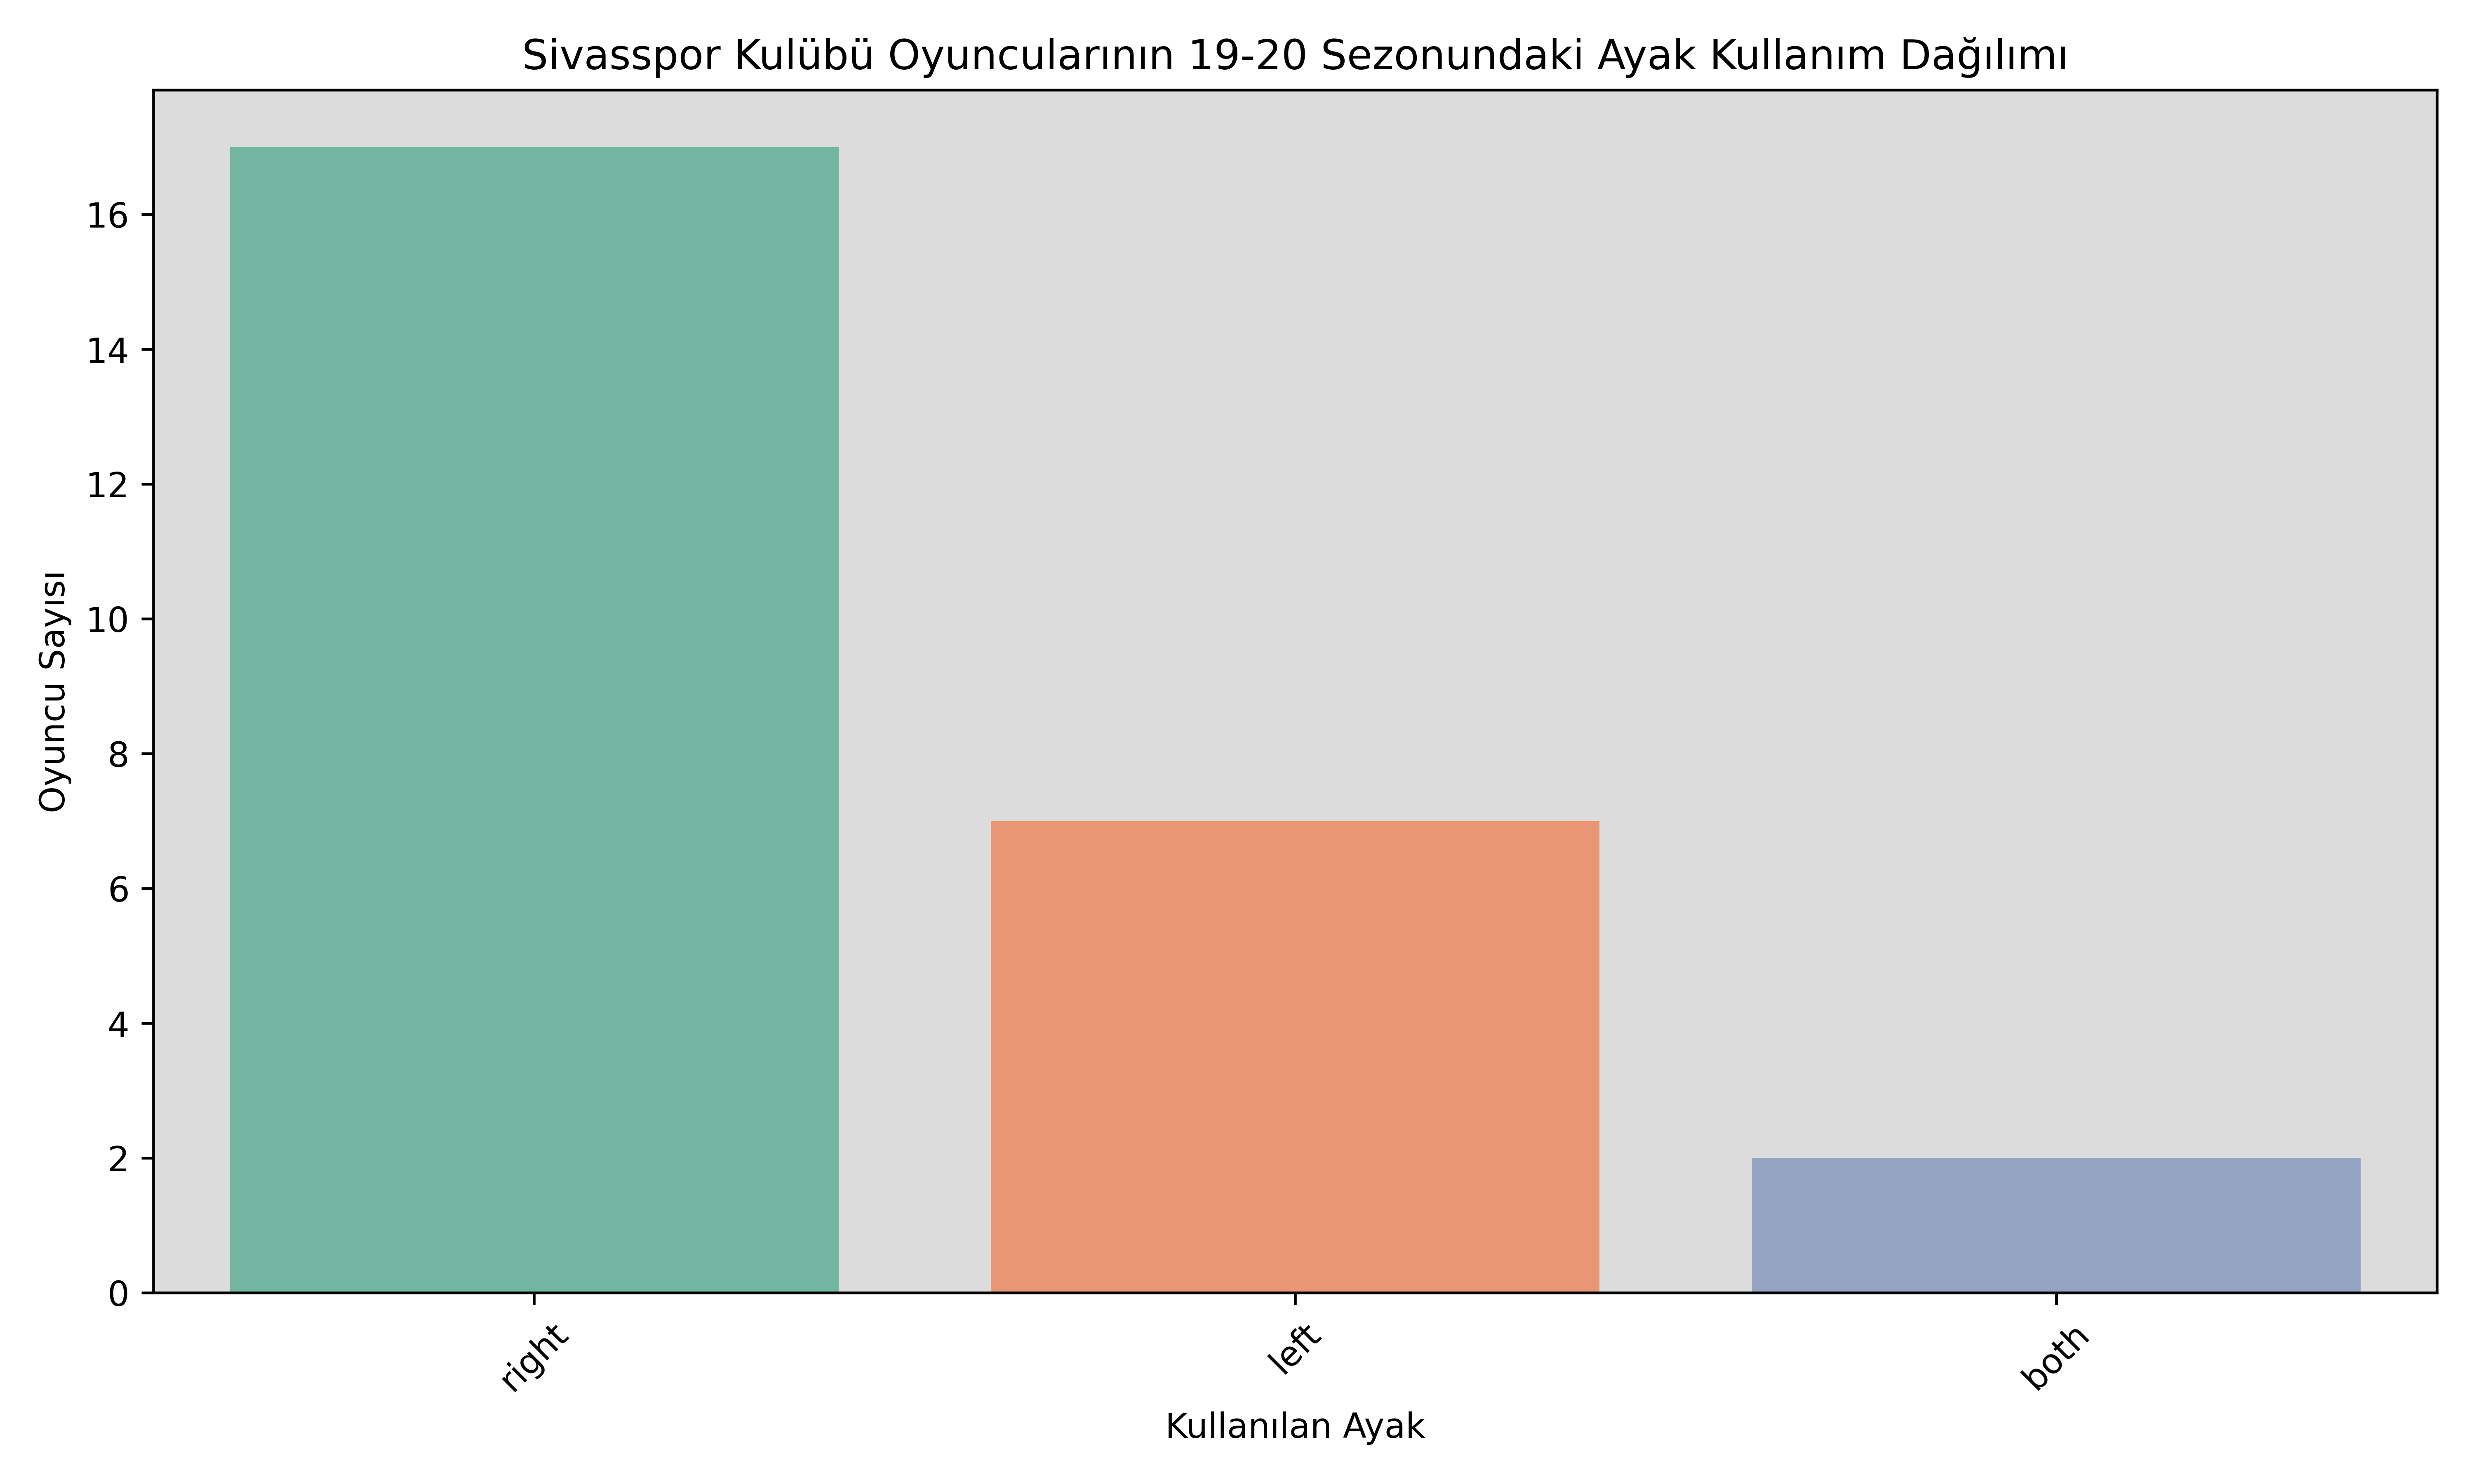 Sivasspor Kulübü Oyuncularının 19-20 Sezonundaki Ayak Kullanım Dağılımı
Oyuncu Sayısı
16
14
12
10
8
6
4
2
0
right
left
both
Kullanılan Ayak